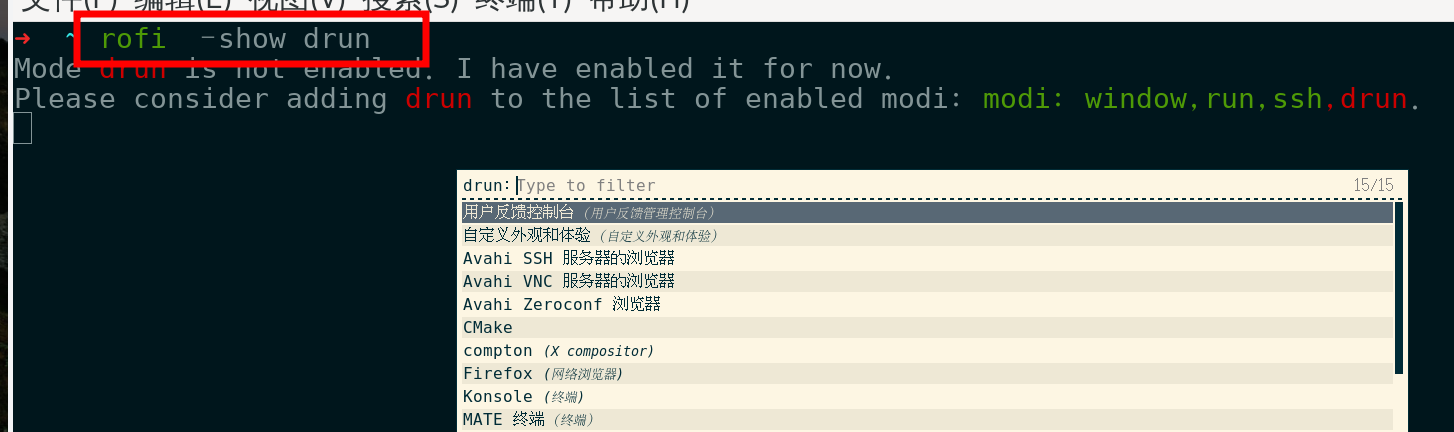 文件(F) 编辑(E) 视图(V) 搜索(S) 终端(T) 帮助(H)
➜ ~ rofi -show drun
Mode drun is not enabled. I have enabled it for now.
Please consider adding drun to the list of enabled modi: modi: window,run,ssh,drun.
drun: Type to filter 15/15
用户反馈控制台 (用户反馈管理控制台)
自定义外观和体验 (自定义外观和体验)
Avahi SSH 服务器的浏览器
Avahi VNC 服务器的浏览器
Avahi Zeroconf 浏览器
CMake
compton (X compositor)
Firefox (网络浏览器)
Konsole (终端)
MATE 终端 (终端)